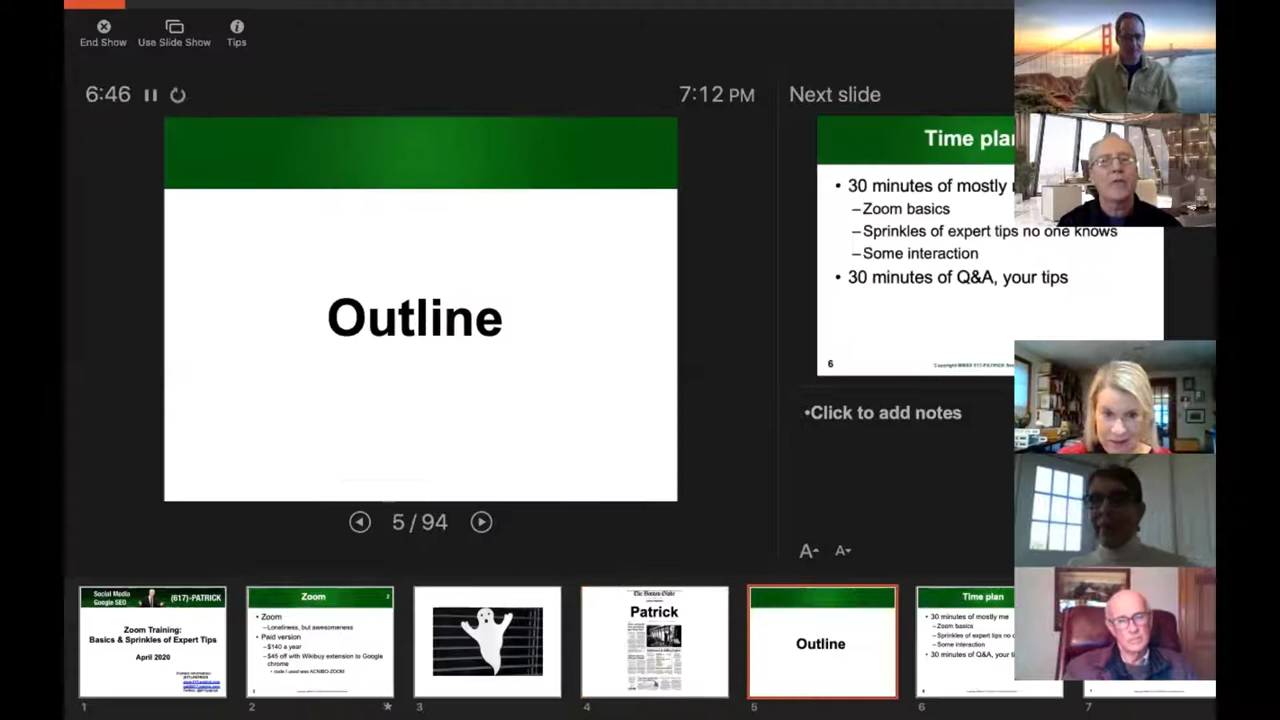 End Show
Use Slide Show
Tips
6:46
7:12 PM
Next slide
Outline
Time plan
• 30 minutes of mostly
–Zoom basics
–Sprinkles of expert tips no one knows
–Some interaction
• 30 minutes of Q&A, your tips
6
•Click to add notes
5 / 94
A
A
Social Media
Google SEO
(617)-PATRICK
Zoom Training:
Basics & Sprinkles of Expert Tips
April 2020
1
Zoom
2
• Zoom
–Loneliness, but awesomeness
• Paid version
–$140 a year
–$45 off with Wikibuy extension to Google
chrome
2
3
The Boston Globe
Patrick
4
Outline
5
Time plan
• 30 minutes of mostly me
–Zoom basics
–Sprinkles of expert tips no
–Some interaction
• 30 minutes of Q&A, your
6
7